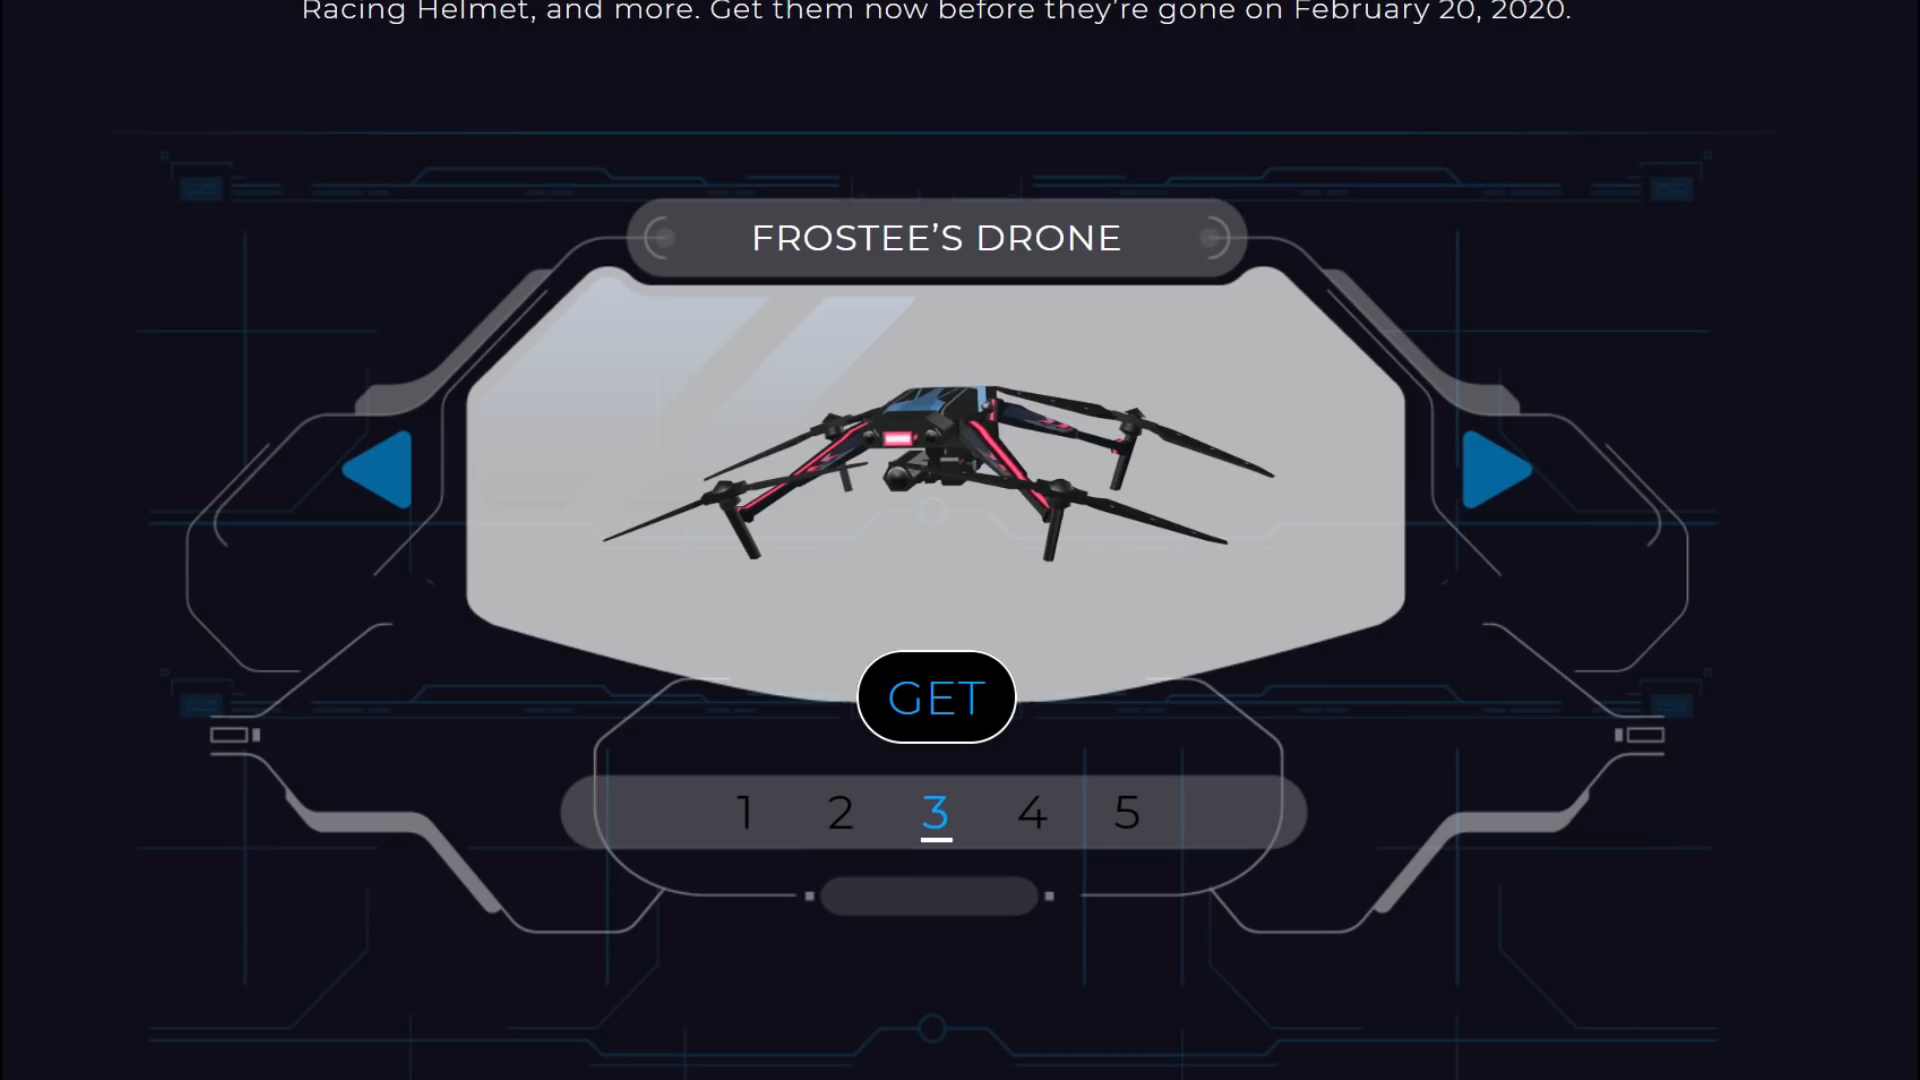 Racing Helmet, and more. Get them now before they’re gone on February 20, 2020.
FROSTEE’S DRONE
GET
1 2 3 4 5